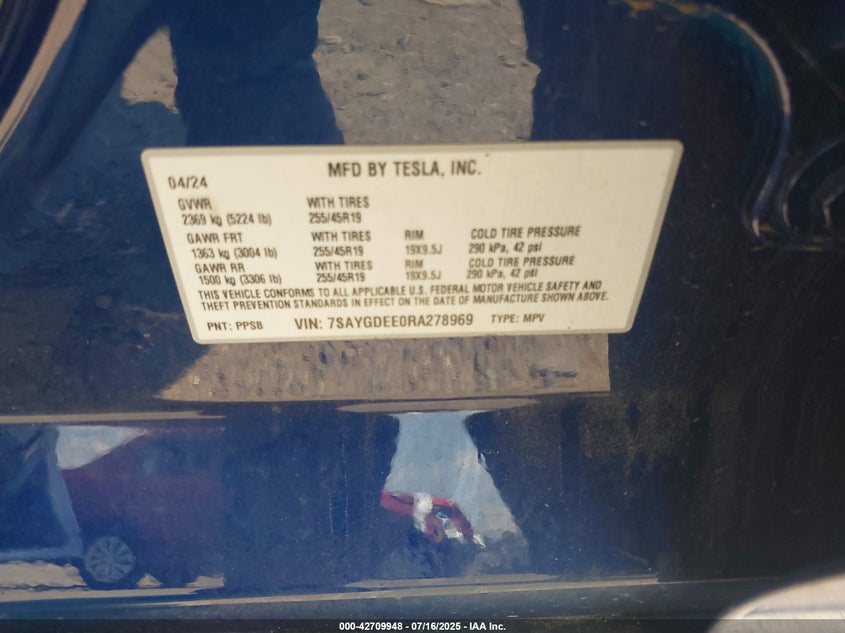 04/24 MFD BY TESLA, INC.
GVWR WITH TIRES
2369 kg (5224 lb) 255/45R19
GAWR FRT WITH TIRES RIM COLD TIRE PRESSURE
1363 kg (3004 lb) 255/45R19 19X9.5J 290 kPa, 42 psi
GAWR RR WITH TIRES RIM COLD TIRE PRESSURE
1500 kg (3306 lb) 255/45R19 19X9.5J 290 kPa, 42 psi
THIS VEHICLE CONFORMS TO ALL APPLICABLE U.S. FEDERAL MOTOR VEHICLE SAFETY AND
THEFT PREVENTION STANDARDS IN EFFECT ON THE DATE OF MANUFACTURE SHOWN ABOVE.
PNT: PPSB VIN: 7SAYGDEE0RA278969 TYPE: MPV
000-42709948 - 07/16/2025 - IAA Inc.